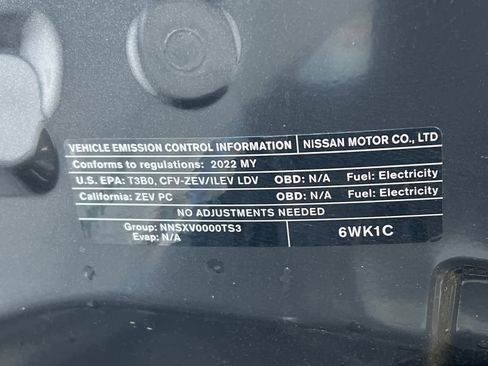 VEHICLE EMISSION CONTROL INFORMATION NISSAN MOTOR CO., LTD
Conforms to regulations: 2022 MY
U.S. EPA: T3B0, CFV-ZEV/ILEV LDV OBD: N/A Fuel: Electricity
California: ZEV PC OBD: N/A Fuel: Electricity
NO ADJUSTMENTS NEEDED
Group: NNSXV0000TS3
Evap: N/A
6WK1C